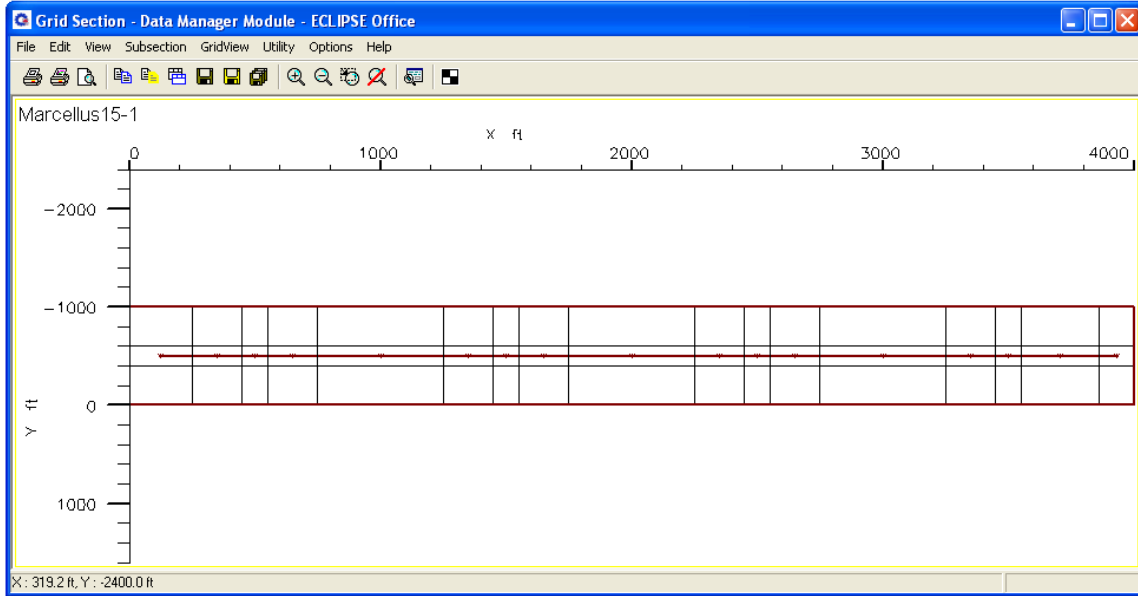 Grid Section - Data Manager Module - ECLIPSE Office
File Edit View Subsection GridView Utility Options Help
Marcellus15-1
X ft
0 1000 2000 3000 4000
-2000
-1000
0
Y ft
1000
X : 319.2 ft, Y : -2400.0 ft